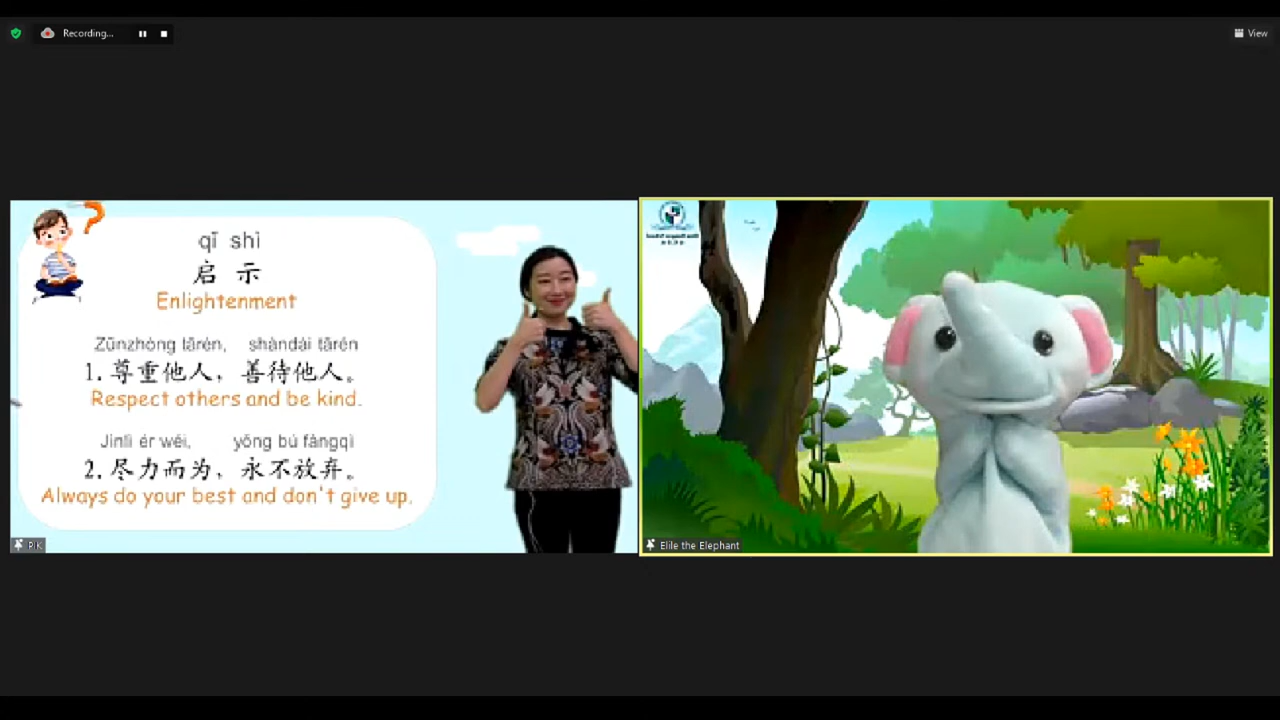 Recording...
View
qǐ shì
启 示
Enlightenment
Zūnzhòng tārén, shàndài tārén
1. 尊重他人，善待他人。
Respect others and be kind.
Jìnlì ér wéi, yǒng bú fàngqì
2. 尽力而为，永不放弃。
Always do your best and don't give up.
PIK
Elile the Elephant